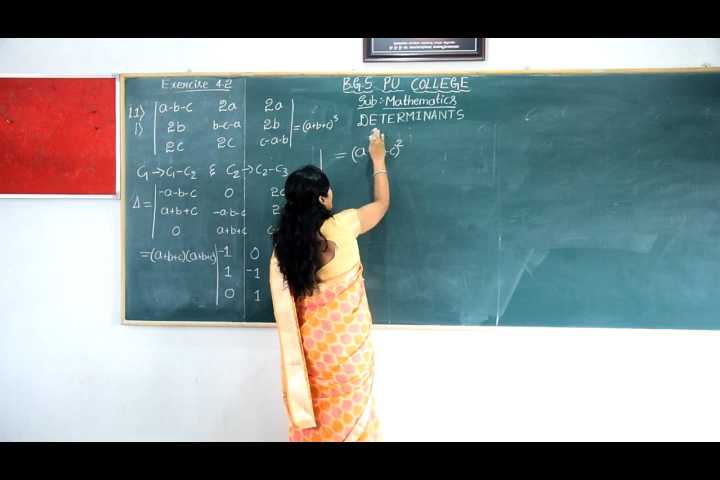 Exercise 4.2
B.G.S. PU COLLEGE
Sub:- Mathematics
DETERMINANTS
11) | a-b-c 2a 2a |
i) | 2b b-c-a 2b | = (a+b+c)³
| 2c 2c c-a-b |
C₁→C₁-C₂ & C₂→C₂-C₃
| -a-b-c 0
Δ = | a+b+c -a-b-c
| 0 a+b+c
=(a+b+c)(a+b+c) | -1 0
| 1 -1
| 0 1
= (a c)²